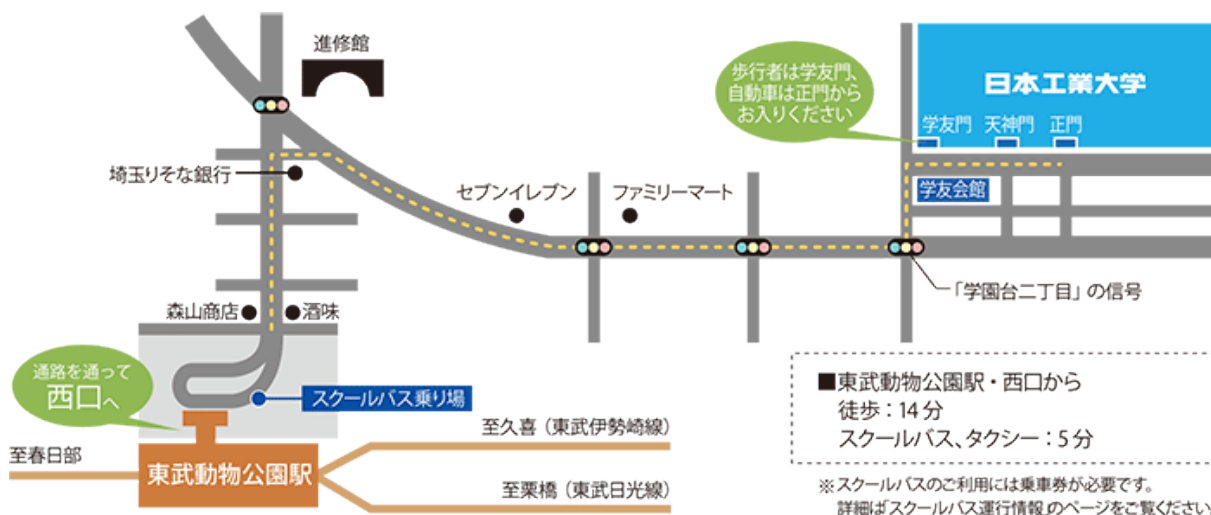 進修館
歩行者は学友門、
自動車は正門から
お入りください
日本工業大学
学友門 天神門 正門
埼玉りそな銀行
セブンイレブン
ファミリーマート
学友会館
「学園台二丁目」の信号
森山商店
酒味
通路を通って
西口へ
スクールバス乗り場
■東武動物公園駅・西口から
徒歩：14分
スクールバス、タクシー：5分
至久喜（東武伊勢崎線）
至春日部
東武動物公園駅
至栗橋（東武日光線）
※スクールバスのご利用には乗車券が必要です。
詳細は「スクールバス運行情報」のページをご覧ください